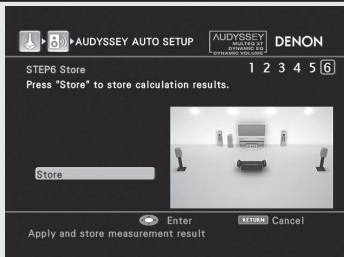 AUDYSSEY AUTO SETUP
AUDYSSEY
MULTEQ XT
DYNAMIC EQ
DYNAMIC VOLUME
DENON
STEP6 Store
1 2 3 4 5 6
Press "Store" to store calculation results.
Store
Enter
RETURN Cancel
Apply and store measurement result